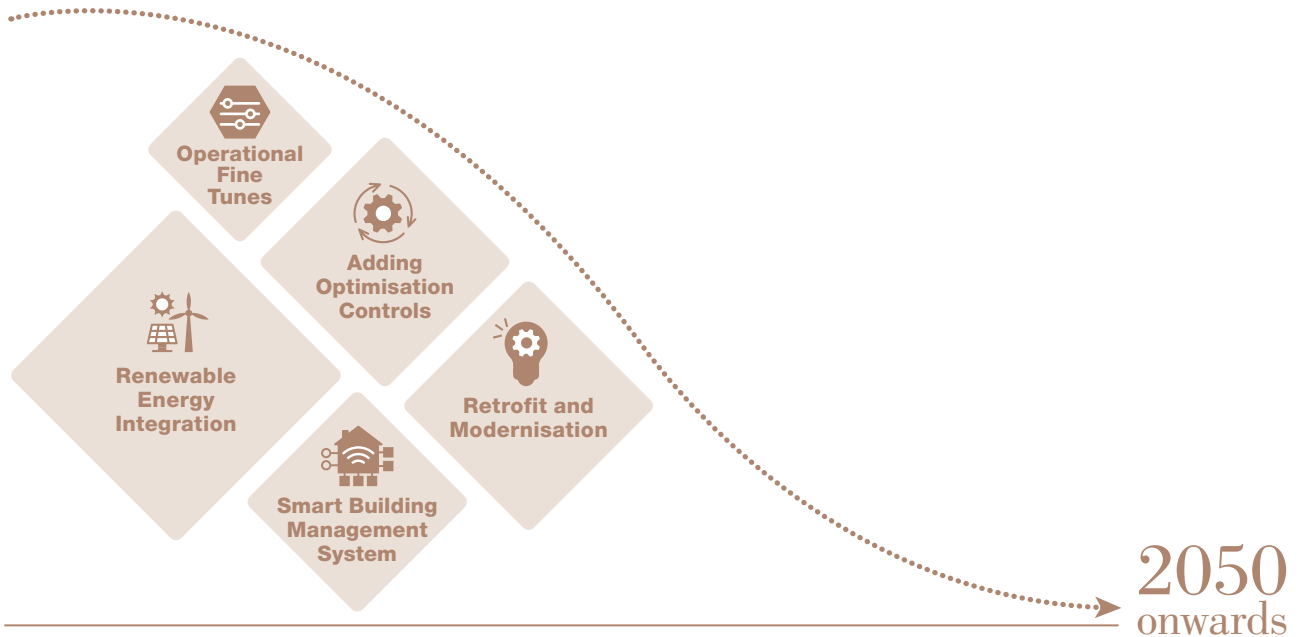 Operational
Fine
Tunes
Adding
Optimisation
Controls
Renewable
Energy
Integration
Retrofit and
Modernisation
Smart Building
Management
System
2050
onwards